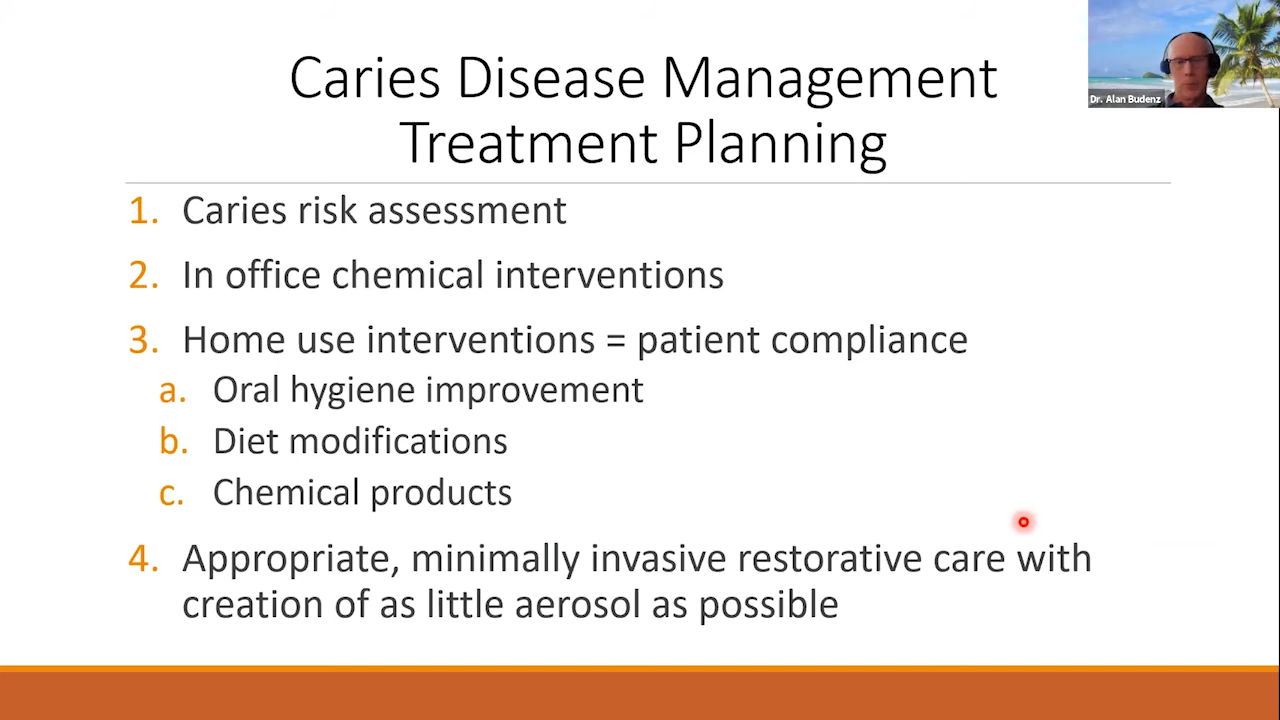 Caries Disease Management
Treatment Planning
Dr. Alan Budenz
1. Caries risk assessment
2. In office chemical interventions
3. Home use interventions = patient compliance
a. Oral hygiene improvement
b. Diet modifications
c. Chemical products
4. Appropriate, minimally invasive restorative care with
creation of as little aerosol as possible